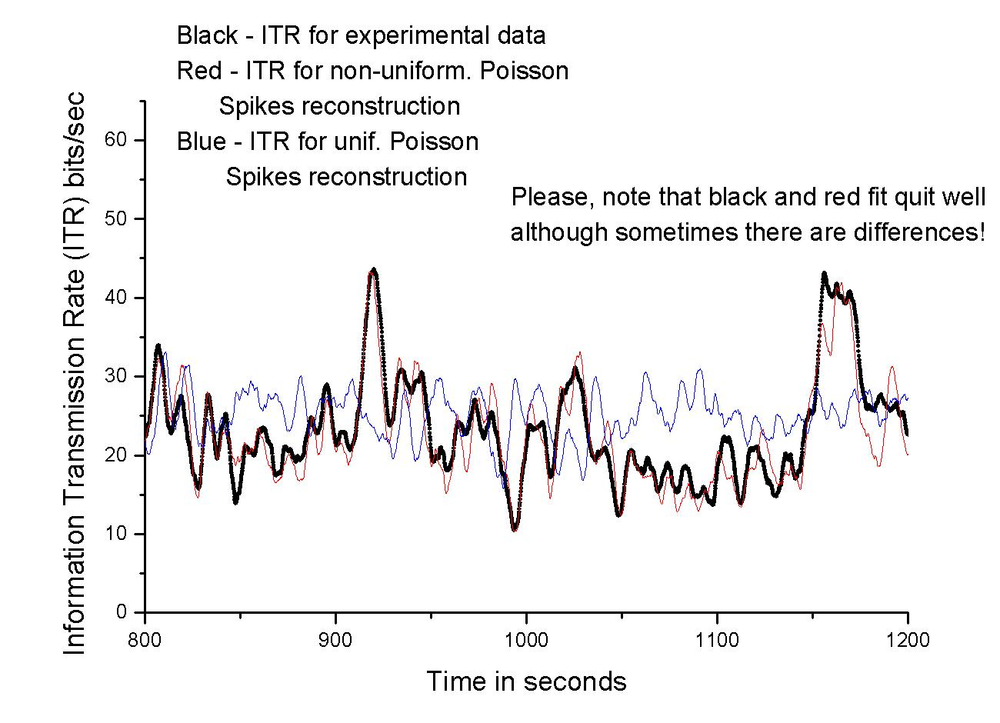 Black - ITR for experimental data
Red - ITR for non-uniform. Poisson
Spikes reconstruction
Blue - ITR for unif. Poisson
Spikes reconstruction
Please, note that black and red fit quit well
although sometimes there are differences!
Information Transmission Rate (ITR) bits/sec
60
50
40
30
20
10
0
800 900 1000 1100 1200
Time in seconds